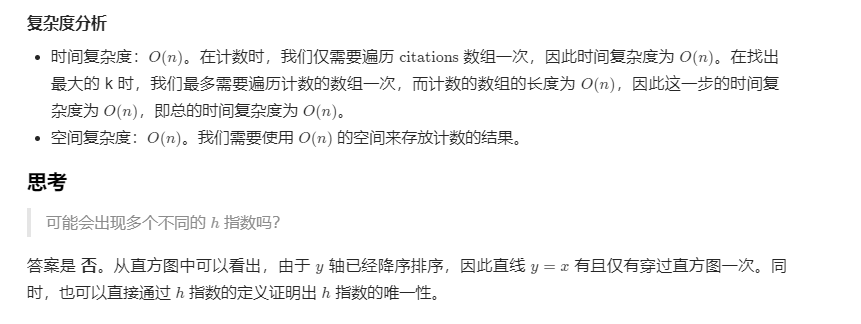 复杂度分析
• 时间复杂度：O(n)。在计数时，我们仅需要遍历 citations 数组一次，因此时间复杂度为 O(n)。在找出
最大的 k 时，我们最多需要遍历计数的数组一次，而计数的数组的长度为 O(n)，因此这一步的时间复
杂度为 O(n)，即总的时间复杂度为 O(n)。
• 空间复杂度：O(n)。我们需要使用 O(n) 的空间来存放计数的结果。
思考
可能会出现多个不同的 h 指数吗？
答案是 否。从直方图中可以看出，由于 y 轴已经降序排序，因此直线 y = x 有且仅有穿过直方图一次。同
时，也可以直接通过 h 指数的定义证明出 h 指数的唯一性。